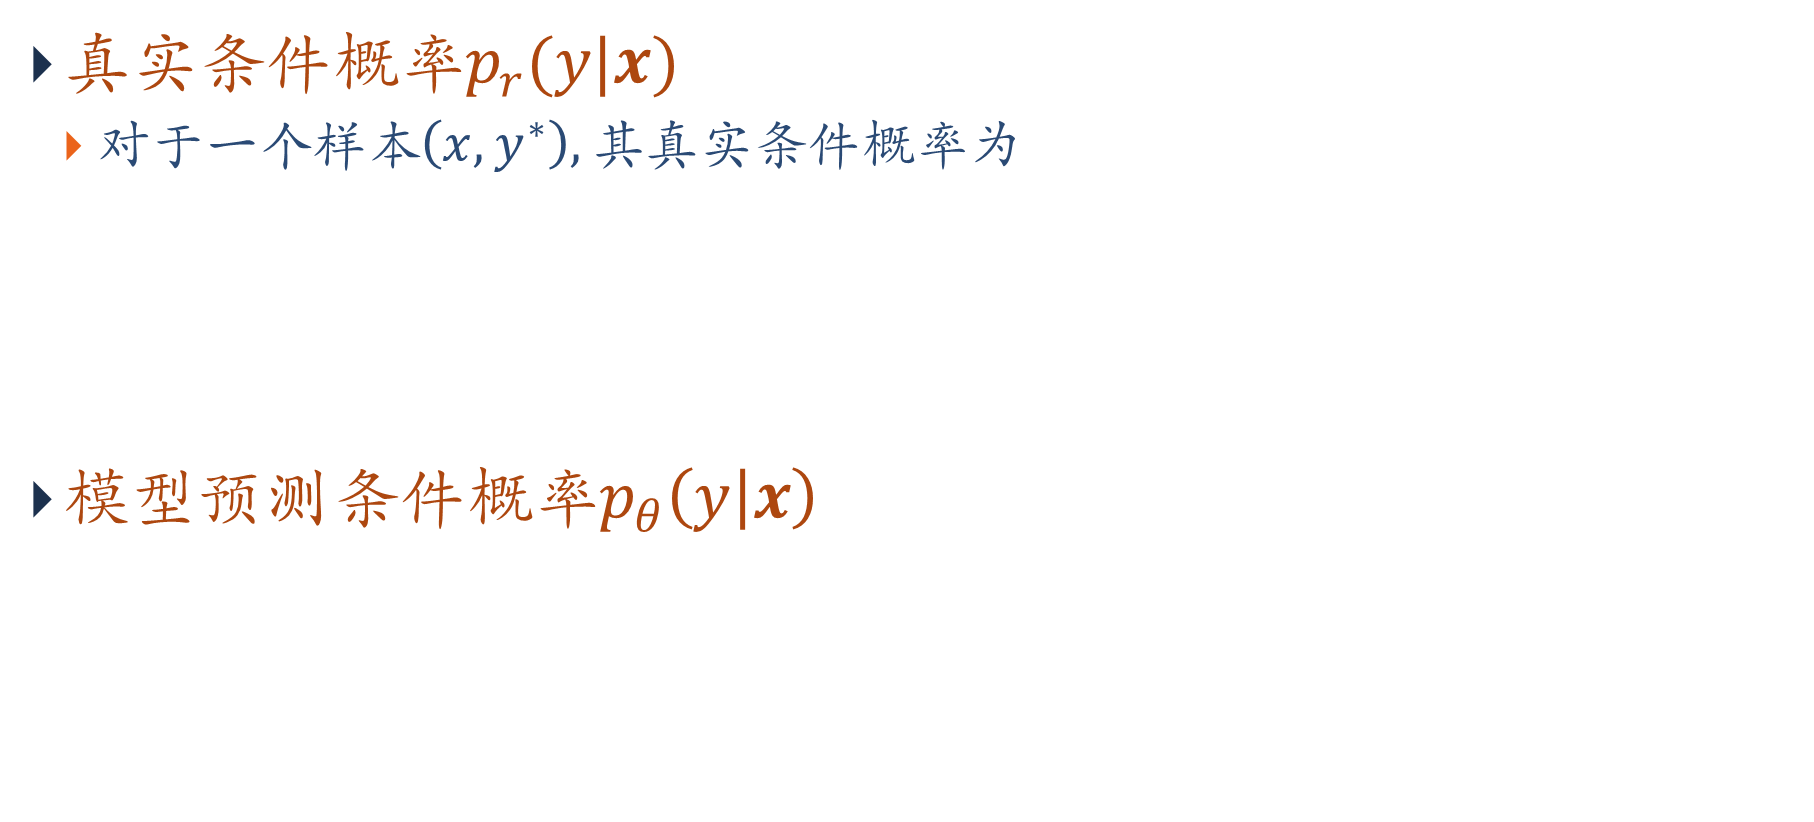 真实条件概率p_r(y|x)
对于一个样本(x, y*), 其真实条件概率为
模型预测条件概率p_θ(y|x)